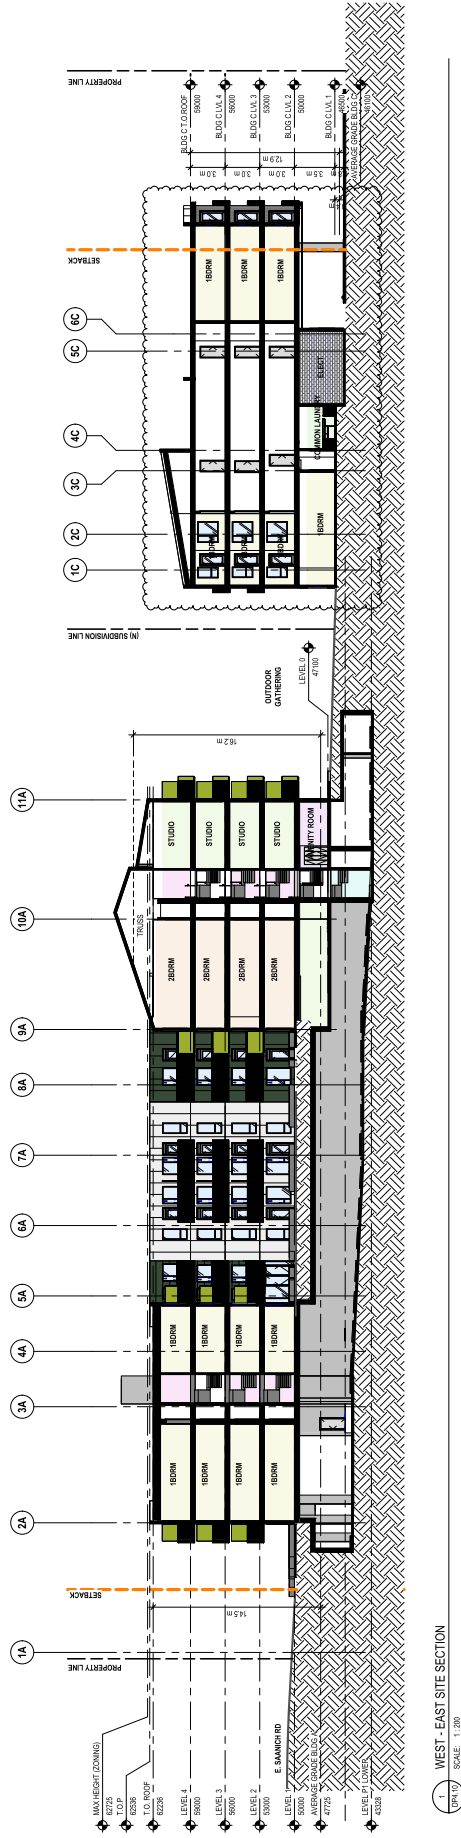 PROPERTY LINE
BLDG C T.O.ROOF
59000
BLDG C LVL 4
56000
BLDG C LVL 3
53000
BLDG C LVL 2
50000
BLDG C LVL 1
46500
AVERAGE GRADE BLDG C
46100
3.0 m
3.0 m
3.0 m
3.5 m
12.9 m
SETBACK
6C
5C
4C
3C
2C
1C
1BDRM
1BDRM
1BDRM
ELECT
COMMON LAUNDRY
1BDRM
(N) SUBDIVISION LINE
OUTDOOR
GATHERING
LEVEL 0
47100
16.2 m
11A
10A
9A
8A
7A
6A
5A
4A
3A
2A
1A
STUDIO
STUDIO
STUDIO
STUDIO
TRUSS
2BDRM
2BDRM
2BDRM
2BDRM
1BDRM
1BDRM
1BDRM
1BDRM
1BDRM
1BDRM
1BDRM
1BDRM
SETBACK
14.5 m
PROPERTY LINE
E. SAANICH RD
MAX HEIGHT (ZONING)
62725
T.O.P
62536
T.O. ROOF
62236
LEVEL 4
59000
LEVEL 3
56000
LEVEL 2
53000
LEVEL 1
50000
AVERAGE GRADE BLDG A
47725
LEVEL P1 LOWER
43328
1
DP4.10
WEST - EAST SITE SECTION
SCALE: 1 : 200